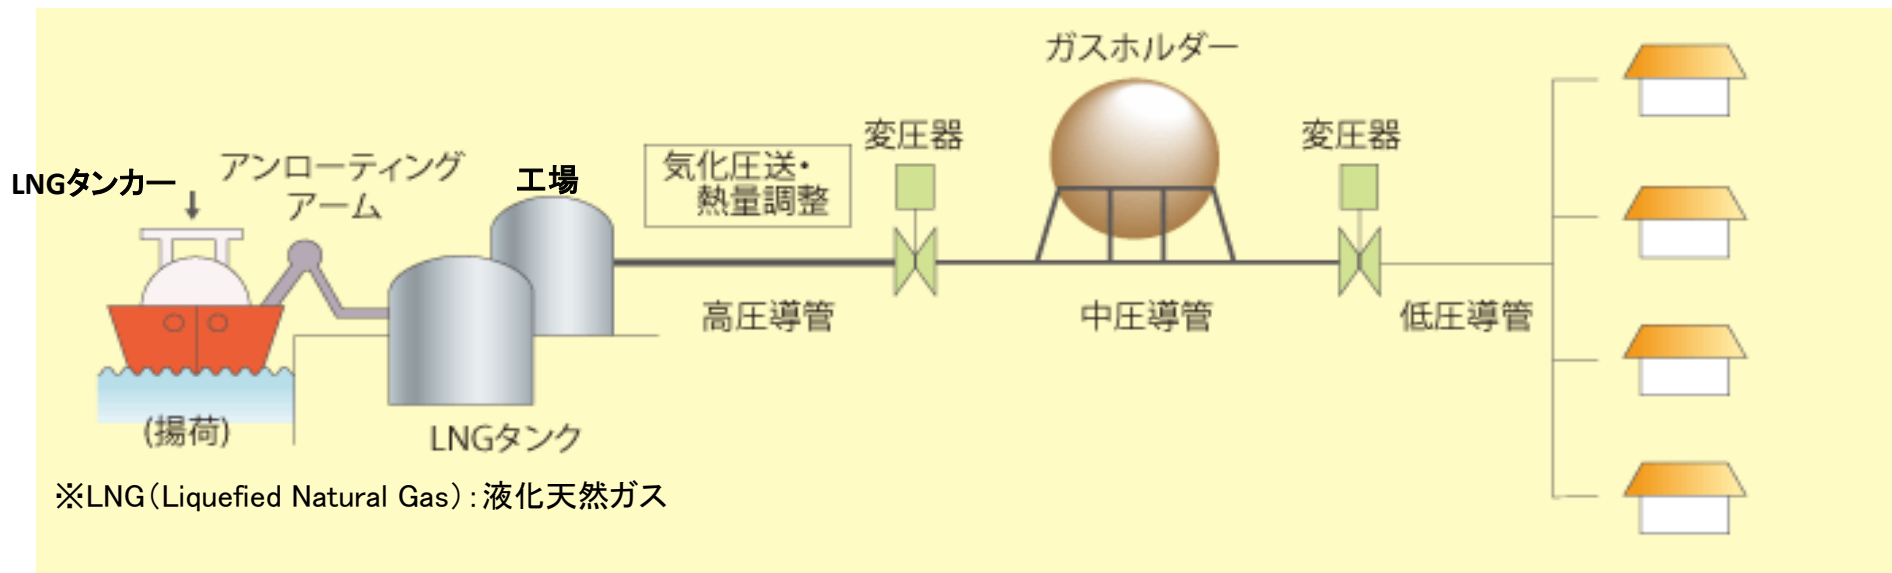 LNGタンカー
アンローティング
アーム
工場
気化圧送・
熱量調整
変圧器
ガスホルダー
変圧器
高圧導管
中圧導管
低圧導管
(揚荷)
LNGタンク
※LNG(Liquefied Natural Gas):液化天然ガス